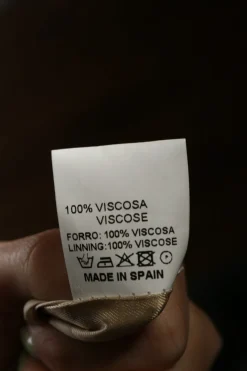 100% VISCOSA
VISCOSE
FORRO: 100% VISCOSA
LINNING: 100% VISCOSE
MADE IN SPAIN